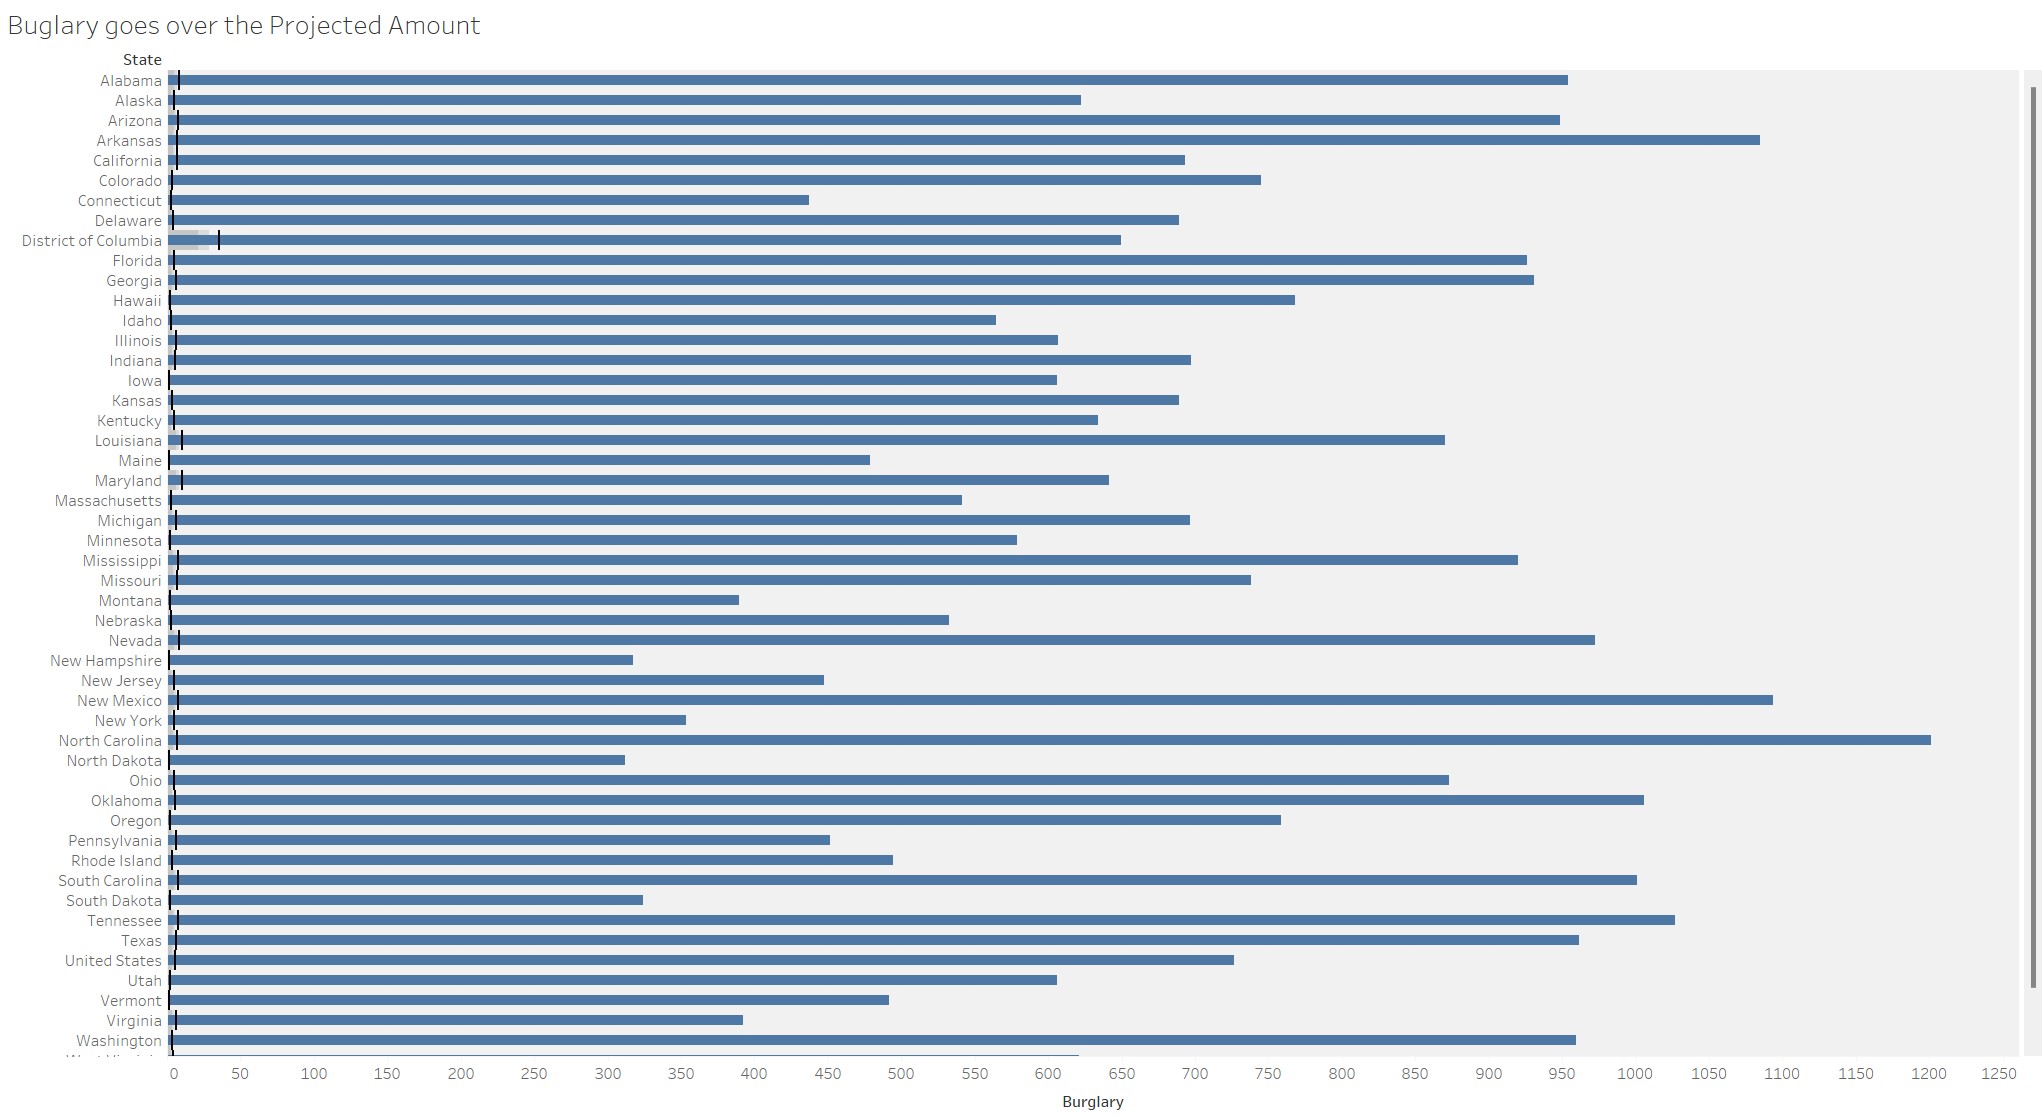 Buglary goes over the Projected Amount
State
Alabama
Alaska
Arizona
Arkansas
California
Colorado
Connecticut
Delaware
District of Columbia
Florida
Georgia
Hawaii
Idaho
Illinois
Indiana
Iowa
Kansas
Kentucky
Louisiana
Maine
Maryland
Massachusetts
Michigan
Minnesota
Mississippi
Missouri
Montana
Nebraska
Nevada
New Hampshire
New Jersey
New Mexico
New York
North Carolina
North Dakota
Ohio
Oklahoma
Oregon
Pennsylvania
Rhode Island
South Carolina
South Dakota
Tennessee
Texas
United States
Utah
Vermont
Virginia
Washington
0 50 100 150 200 250 300 350 400 450 500 550 600 650 700 750 800 850 900 950 1000 1050 1100 1150 1200 1250
Burglary